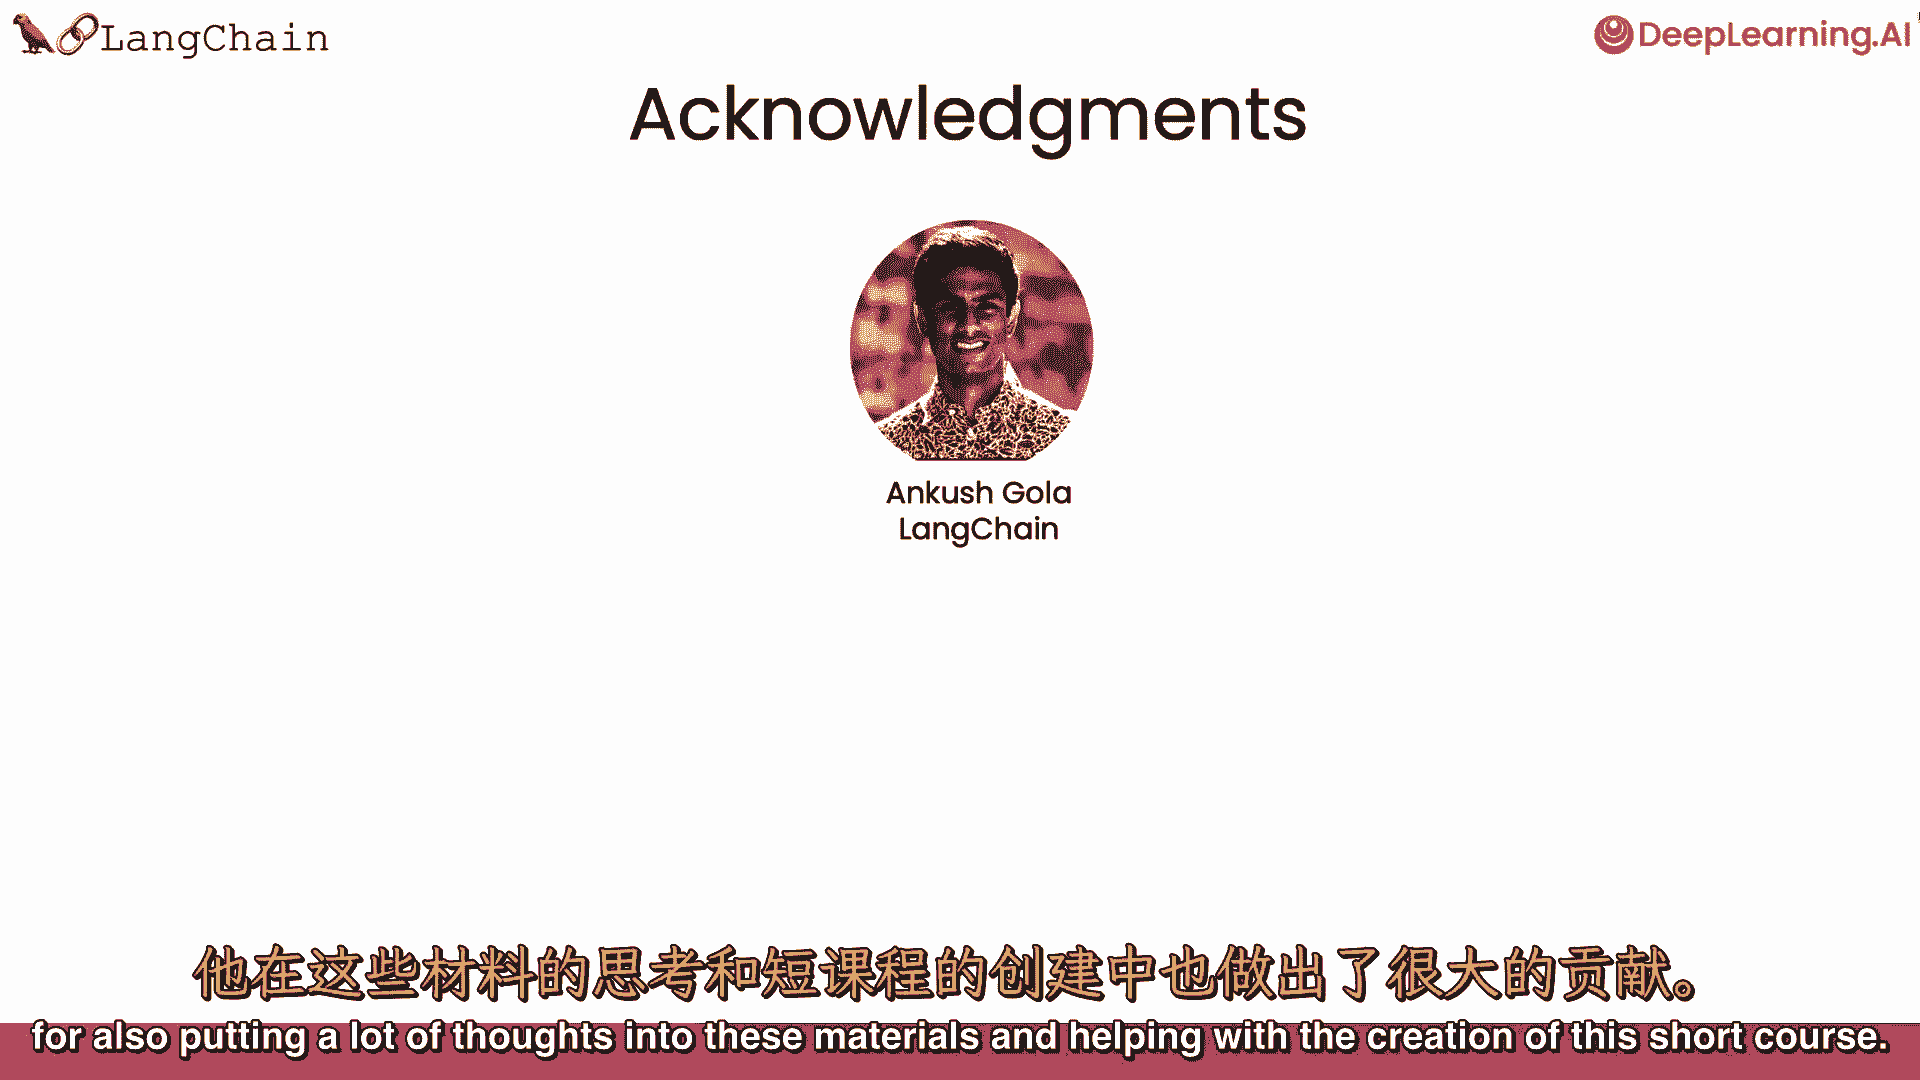 LangChain
DeepLearning.AI
Acknowledgments
Ankush Gola
LangChain
他在这些材料的思考和短课程的创建中也做出了很大的贡献。
for also putting a lot of thoughts into these materials and helping with the creation of this short course.